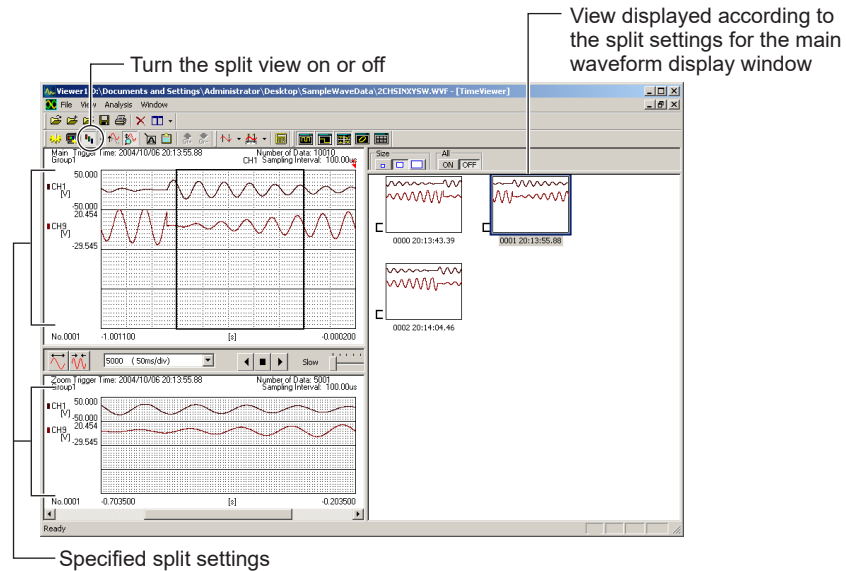 View displayed according to
the split settings for the main
waveform display window
Turn the split view on or off
Viewer1 D:\Documents and Settings\Administrator\Desktop\SampleWaveData\2CHSINXYSW.WVF - [TimeViewer]
File View Analysis Window
Main Trigger Time: 2004/10/06 20:13:55.88 Number of Data: 10010
Group1 CH1 Sampling Interval: 100.00us
50.000
CH1
[V]
-50.000
20.454
CH9
[V]
-29.545
No.0001 -1.001100 [s] -0.000200
Size All
ON OFF
0000 20:13:43.39
0001 20:13:55.88
0002 20:14:04.46
5000 ( 50ms/div) Slow
Zoom Trigger Time: 2004/10/06 20:13:55.88 Number of Data: 5001
Group1 Sampling Interval: 100.00us
50.000
CH1
[V]
-50.000
20.454
CH9
[V]
-29.545
No.0001 -0.703500 [s] -0.203500
Ready
Specified split settings